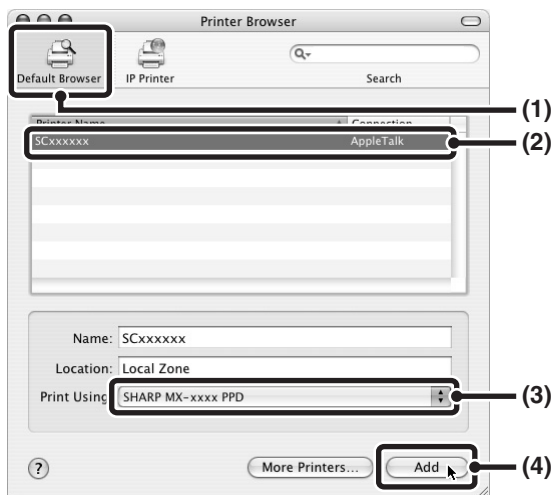 Printer Browser
Default Browser
IP Printer
Search
(1)
Printer Name
Connection
SCxxxxxx
AppleTalk
(2)
Name: SCxxxxxx
Location: Local Zone
Print Using: SHARP MX-xxxx PPD
(3)
?
More Printers...
Add
(4)